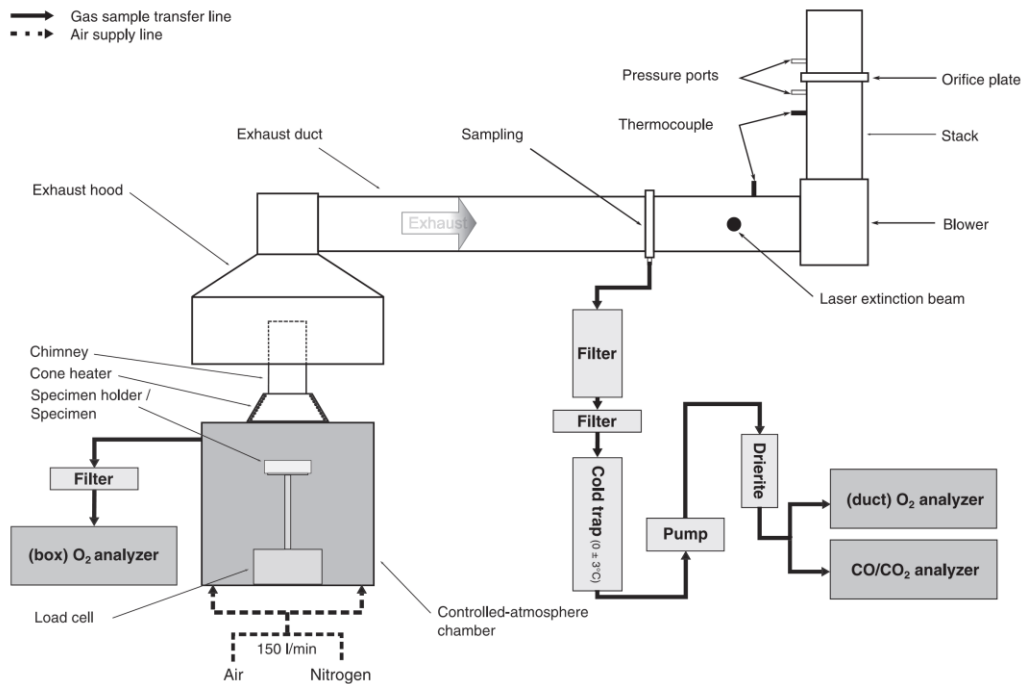 Gas sample transfer line
Air supply line
Pressure ports
Orifice plate
Thermocouple
Exhaust duct
Sampling
Stack
Exhaust hood
Exhaust
Blower
Laser extinction beam
Chimney
Cone heater
Specimen holder /
Specimen
Filter
Filter
Filter
Cold trap (0 ± 3°C)
Pump
Drierite
(duct) O₂ analyzer
CO/CO₂ analyzer
(box) O₂ analyzer
Load cell
Controlled-atmosphere
chamber
150 l/min
Air
Nitrogen